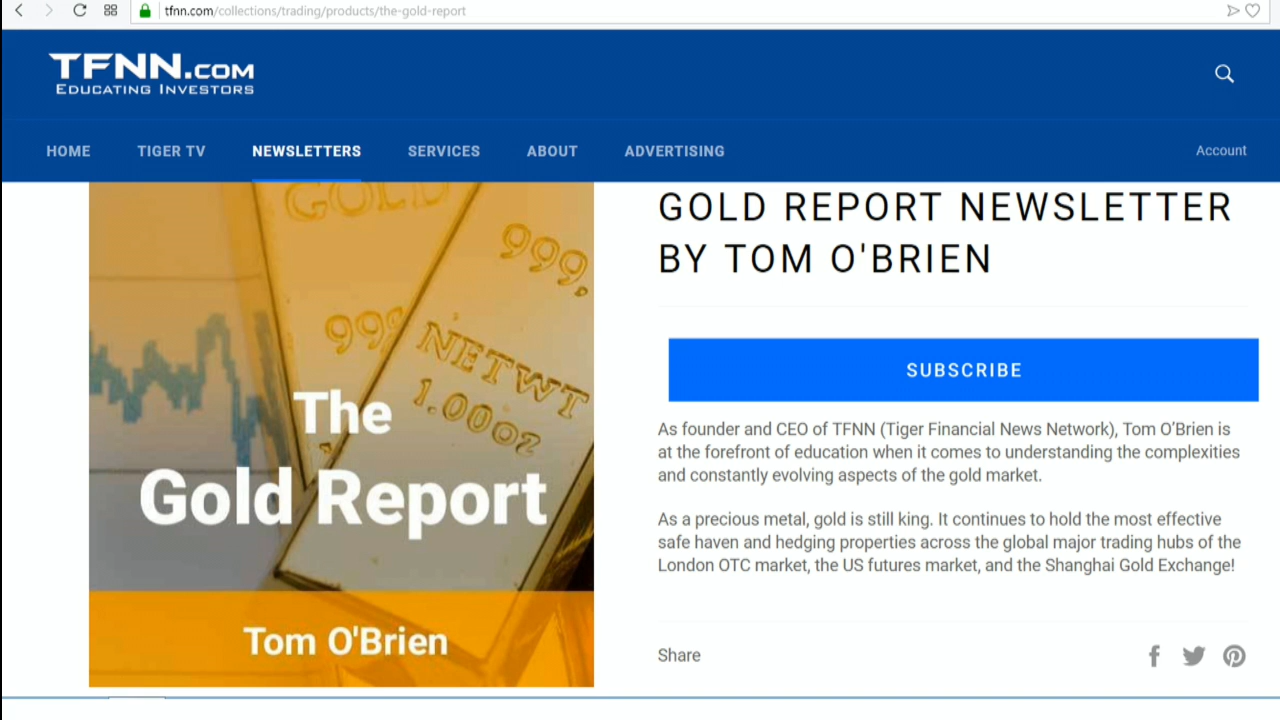 tfnn.com/collections/trading/products/the-gold-report
TFNN.COM
EDUCATING INVESTORS
HOME TIGER TV NEWSLETTERS SERVICES ABOUT ADVERTISING Account
GOLD
999.
999
NETWT
1.00OZ
The
Gold Report
Tom O'Brien
GOLD REPORT NEWSLETTER
BY TOM O'BRIEN
SUBSCRIBE
As founder and CEO of TFNN (Tiger Financial News Network), Tom O’Brien is
at the forefront of education when it comes to understanding the complexities
and constantly evolving aspects of the gold market.
As a precious metal, gold is still king. It continues to hold the most effective
safe haven and hedging properties across the global major trading hubs of the
London OTC market, the US futures market, and the Shanghai Gold Exchange!
Share